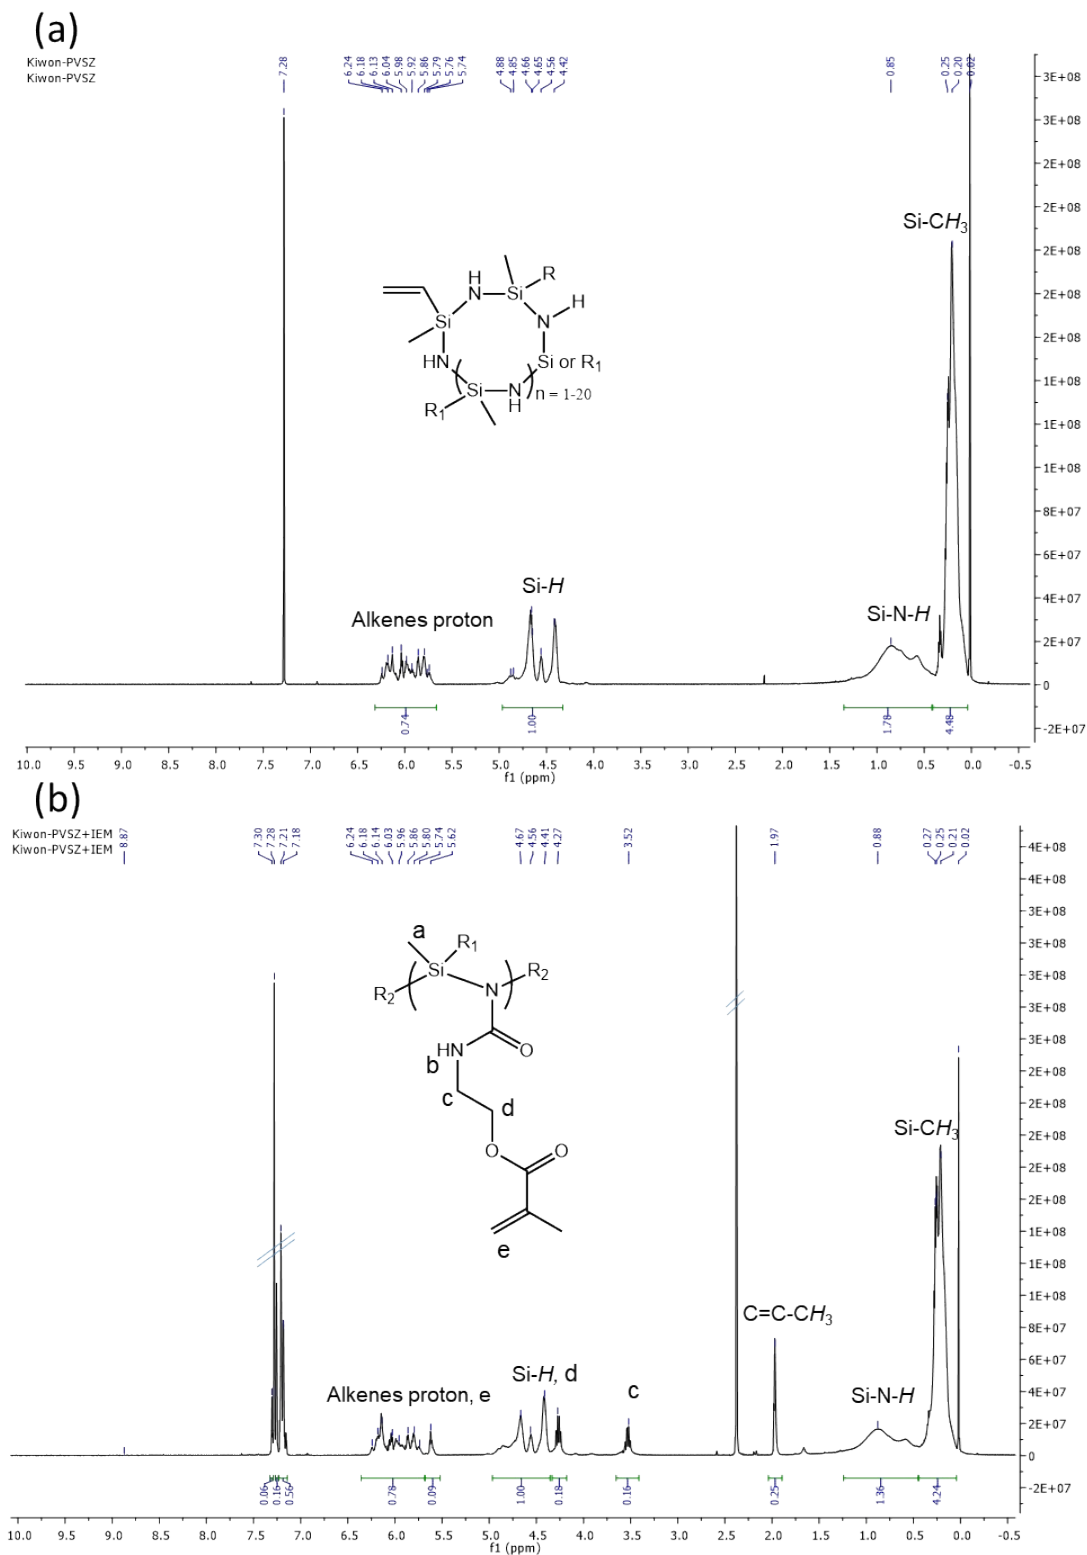 (a)
Kiwon-PVSZ
Kiwon-PVSZ
7.28
6.24
6.18
6.13
6.04
5.98
5.92
5.86
5.79
5.76
5.74
4.88
4.85
4.66
4.65
4.56
4.42
0.85
0.25
0.20
0.02
3E+08
3E+08
2E+08
2E+08
2E+08
2E+08
2E+08
1E+08
1E+08
1E+08
8E+07
6E+07
4E+07
2E+07
0
-2E+07
Si-CH3
H
N
Si
R
H
N
Si
HN
Si or R1
Si
N
H
R1
n = 1-20
Si-H
Alkenes proton
Si-N-H
0.74
1.00
1.78
4.48
10.0 9.5 9.0 8.5 8.0 7.5 7.0 6.5 6.0 5.5 5.0 4.5 4.0 3.5 3.0 2.5 2.0 1.5 1.0 0.5 0.0 -0.5
f1 (ppm)
(b)
Kiwon-PVSZ+IEM
Kiwon-PVSZ+IEM
8.87
7.30
7.28
7.21
7.18
6.24
6.18
6.14
6.03
5.96
5.86
5.80
5.74
5.62
4.67
4.56
4.41
4.27
3.52
1.97
0.88
0.27
0.25
0.21
0.02
4E+08
4E+08
3E+08
3E+08
3E+08
3E+08
3E+08
2E+08
2E+08
2E+08
2E+08
2E+08
1E+08
1E+08
1E+08
8E+07
6E+07
4E+07
2E+07
0
-2E+07
a
R1
Si
R2
N
R2
HN
O
b
c
d
O
O
e
Si-CH3
C=C-CH3
Si-H, d
c
Alkenes proton, e
Si-N-H
0.06
0.16
0.56
0.78
0.09
1.00
0.18
0.16
0.25
1.36
4.24
10.0 9.5 9.0 8.5 8.0 7.5 7.0 6.5 6.0 5.5 5.0 4.5 4.0 3.5 3.0 2.5 2.0 1.5 1.0 0.5 0.0 -0.5
f1 (ppm)